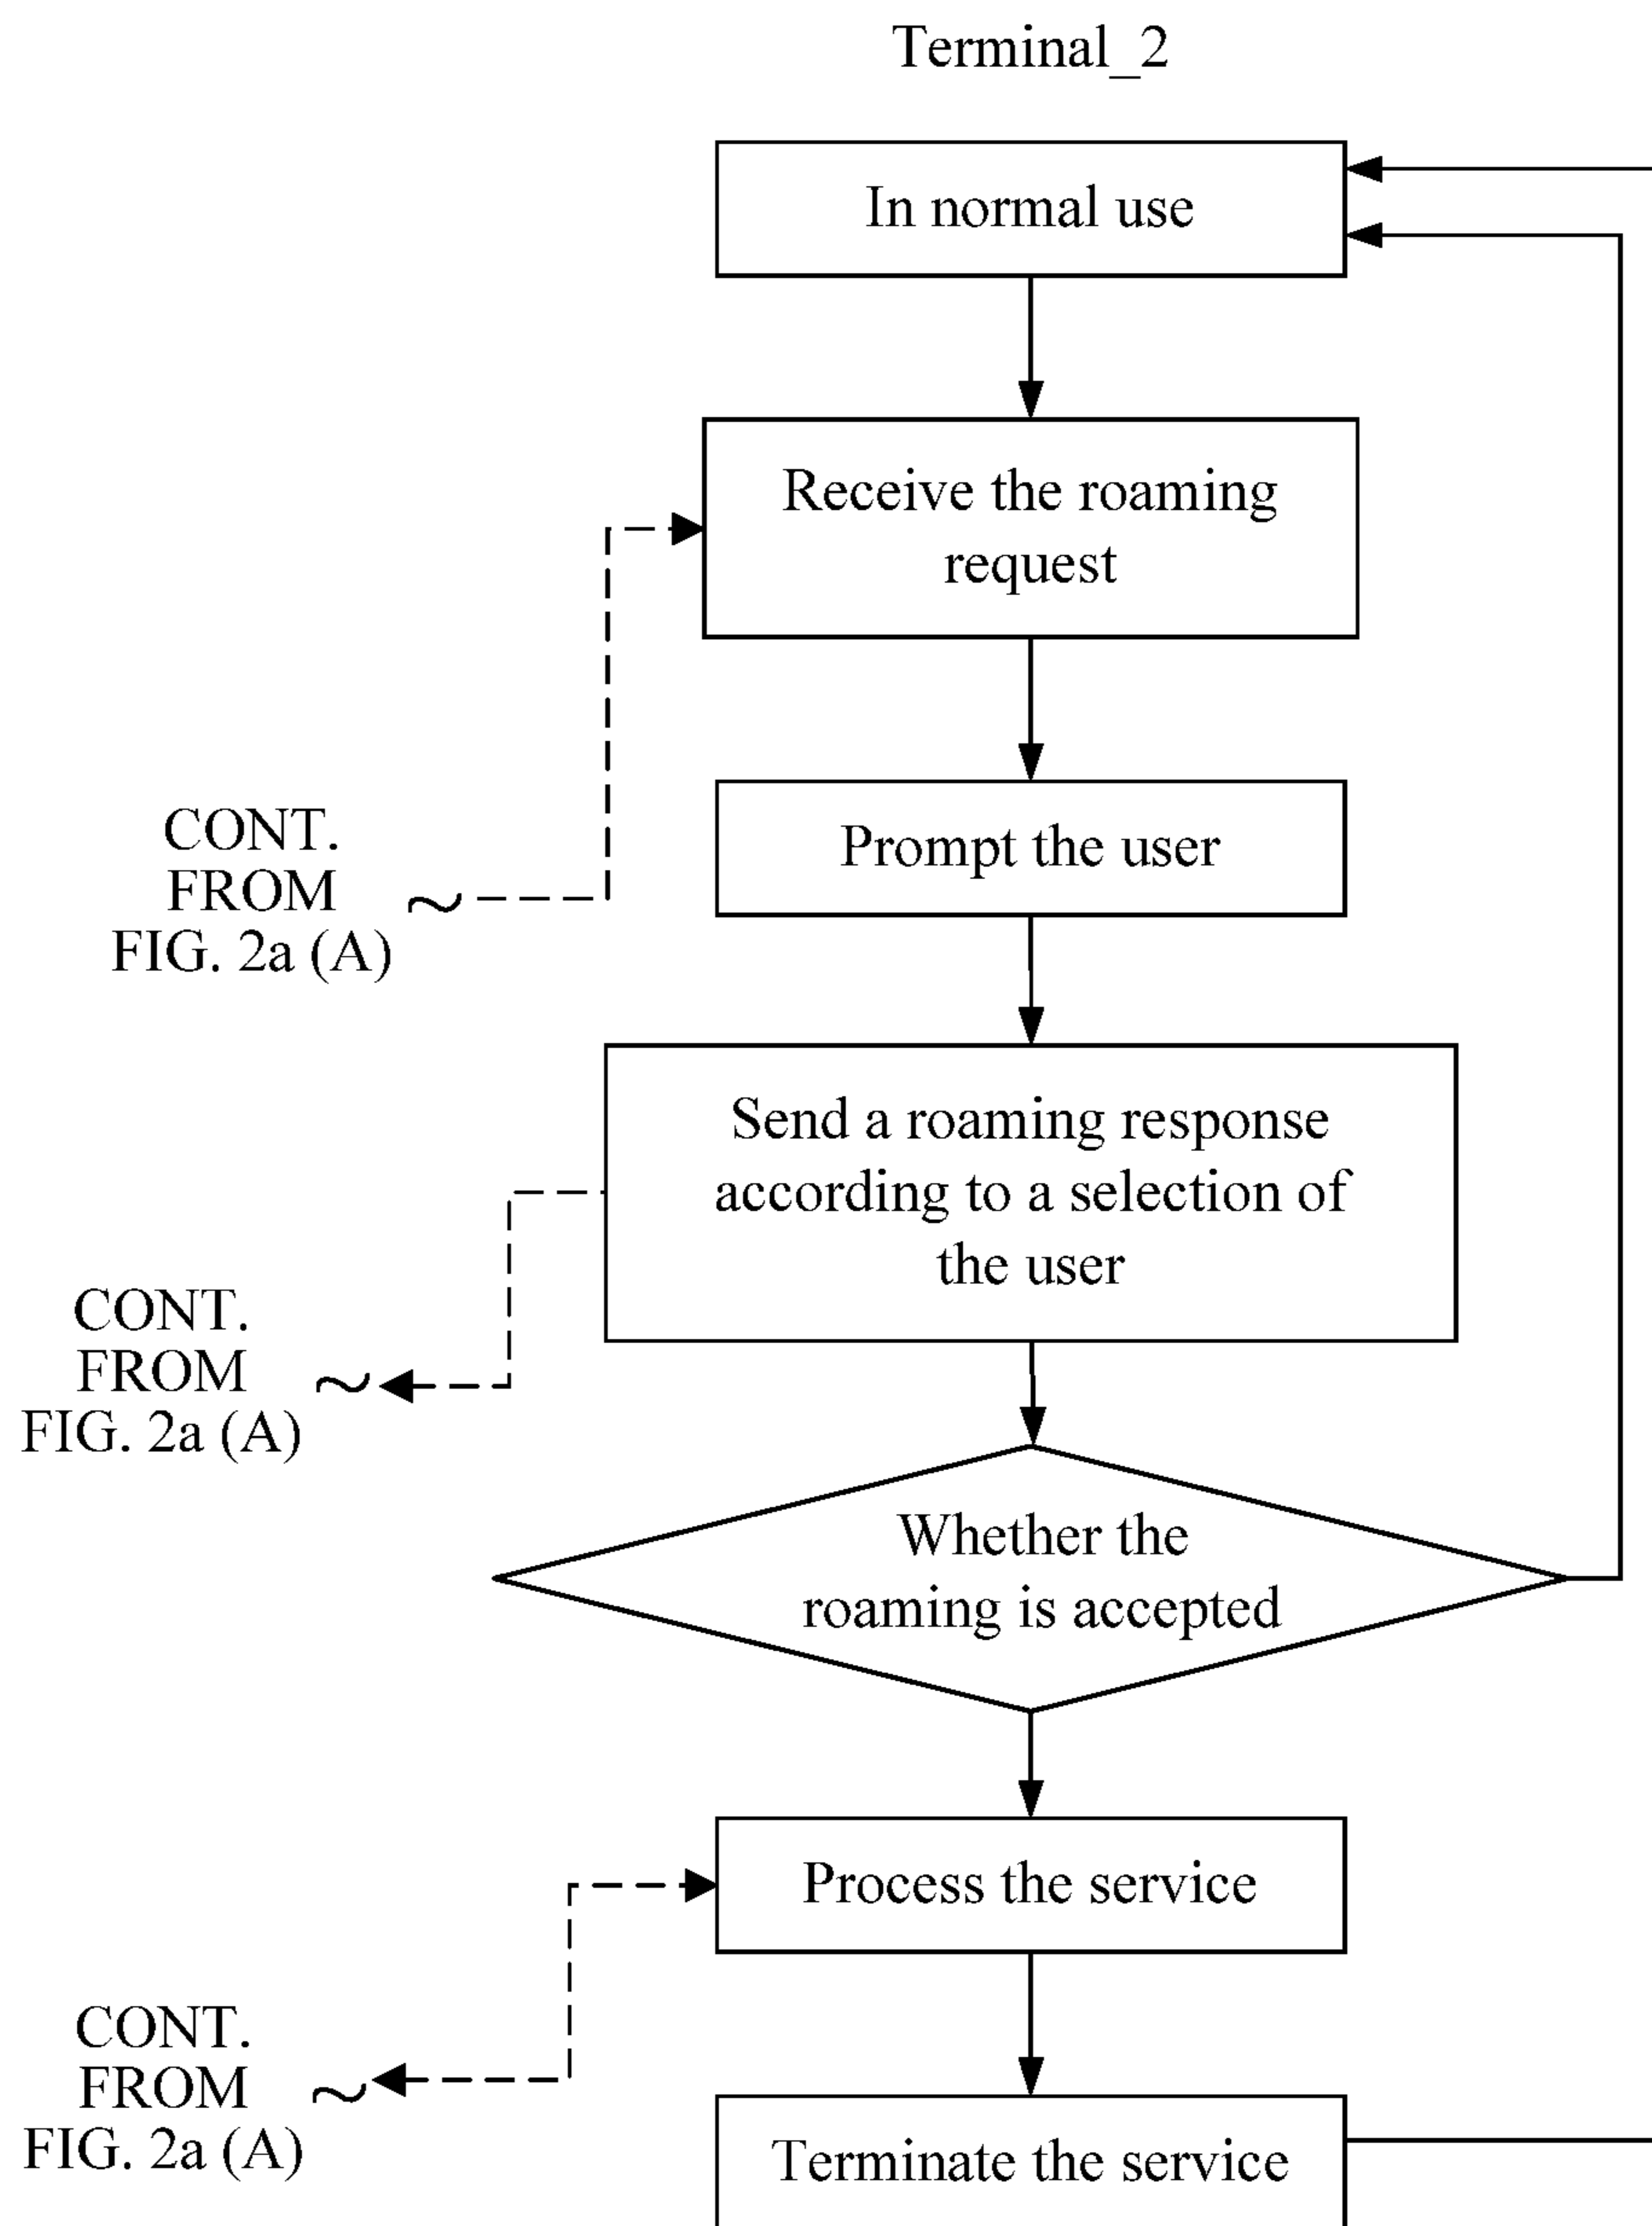 Terminal_2
In normal use
Receive the roaming
request
Prompt the user
CONT.
FROM
FIG. 2a (A)
~
Send a roaming response
according to a selection of
the user
CONT.
FROM
FIG. 2a (A)
~
Whether the
roaming is accepted
Process the service
CONT.
FROM
FIG. 2a (A)
~
Terminate the service